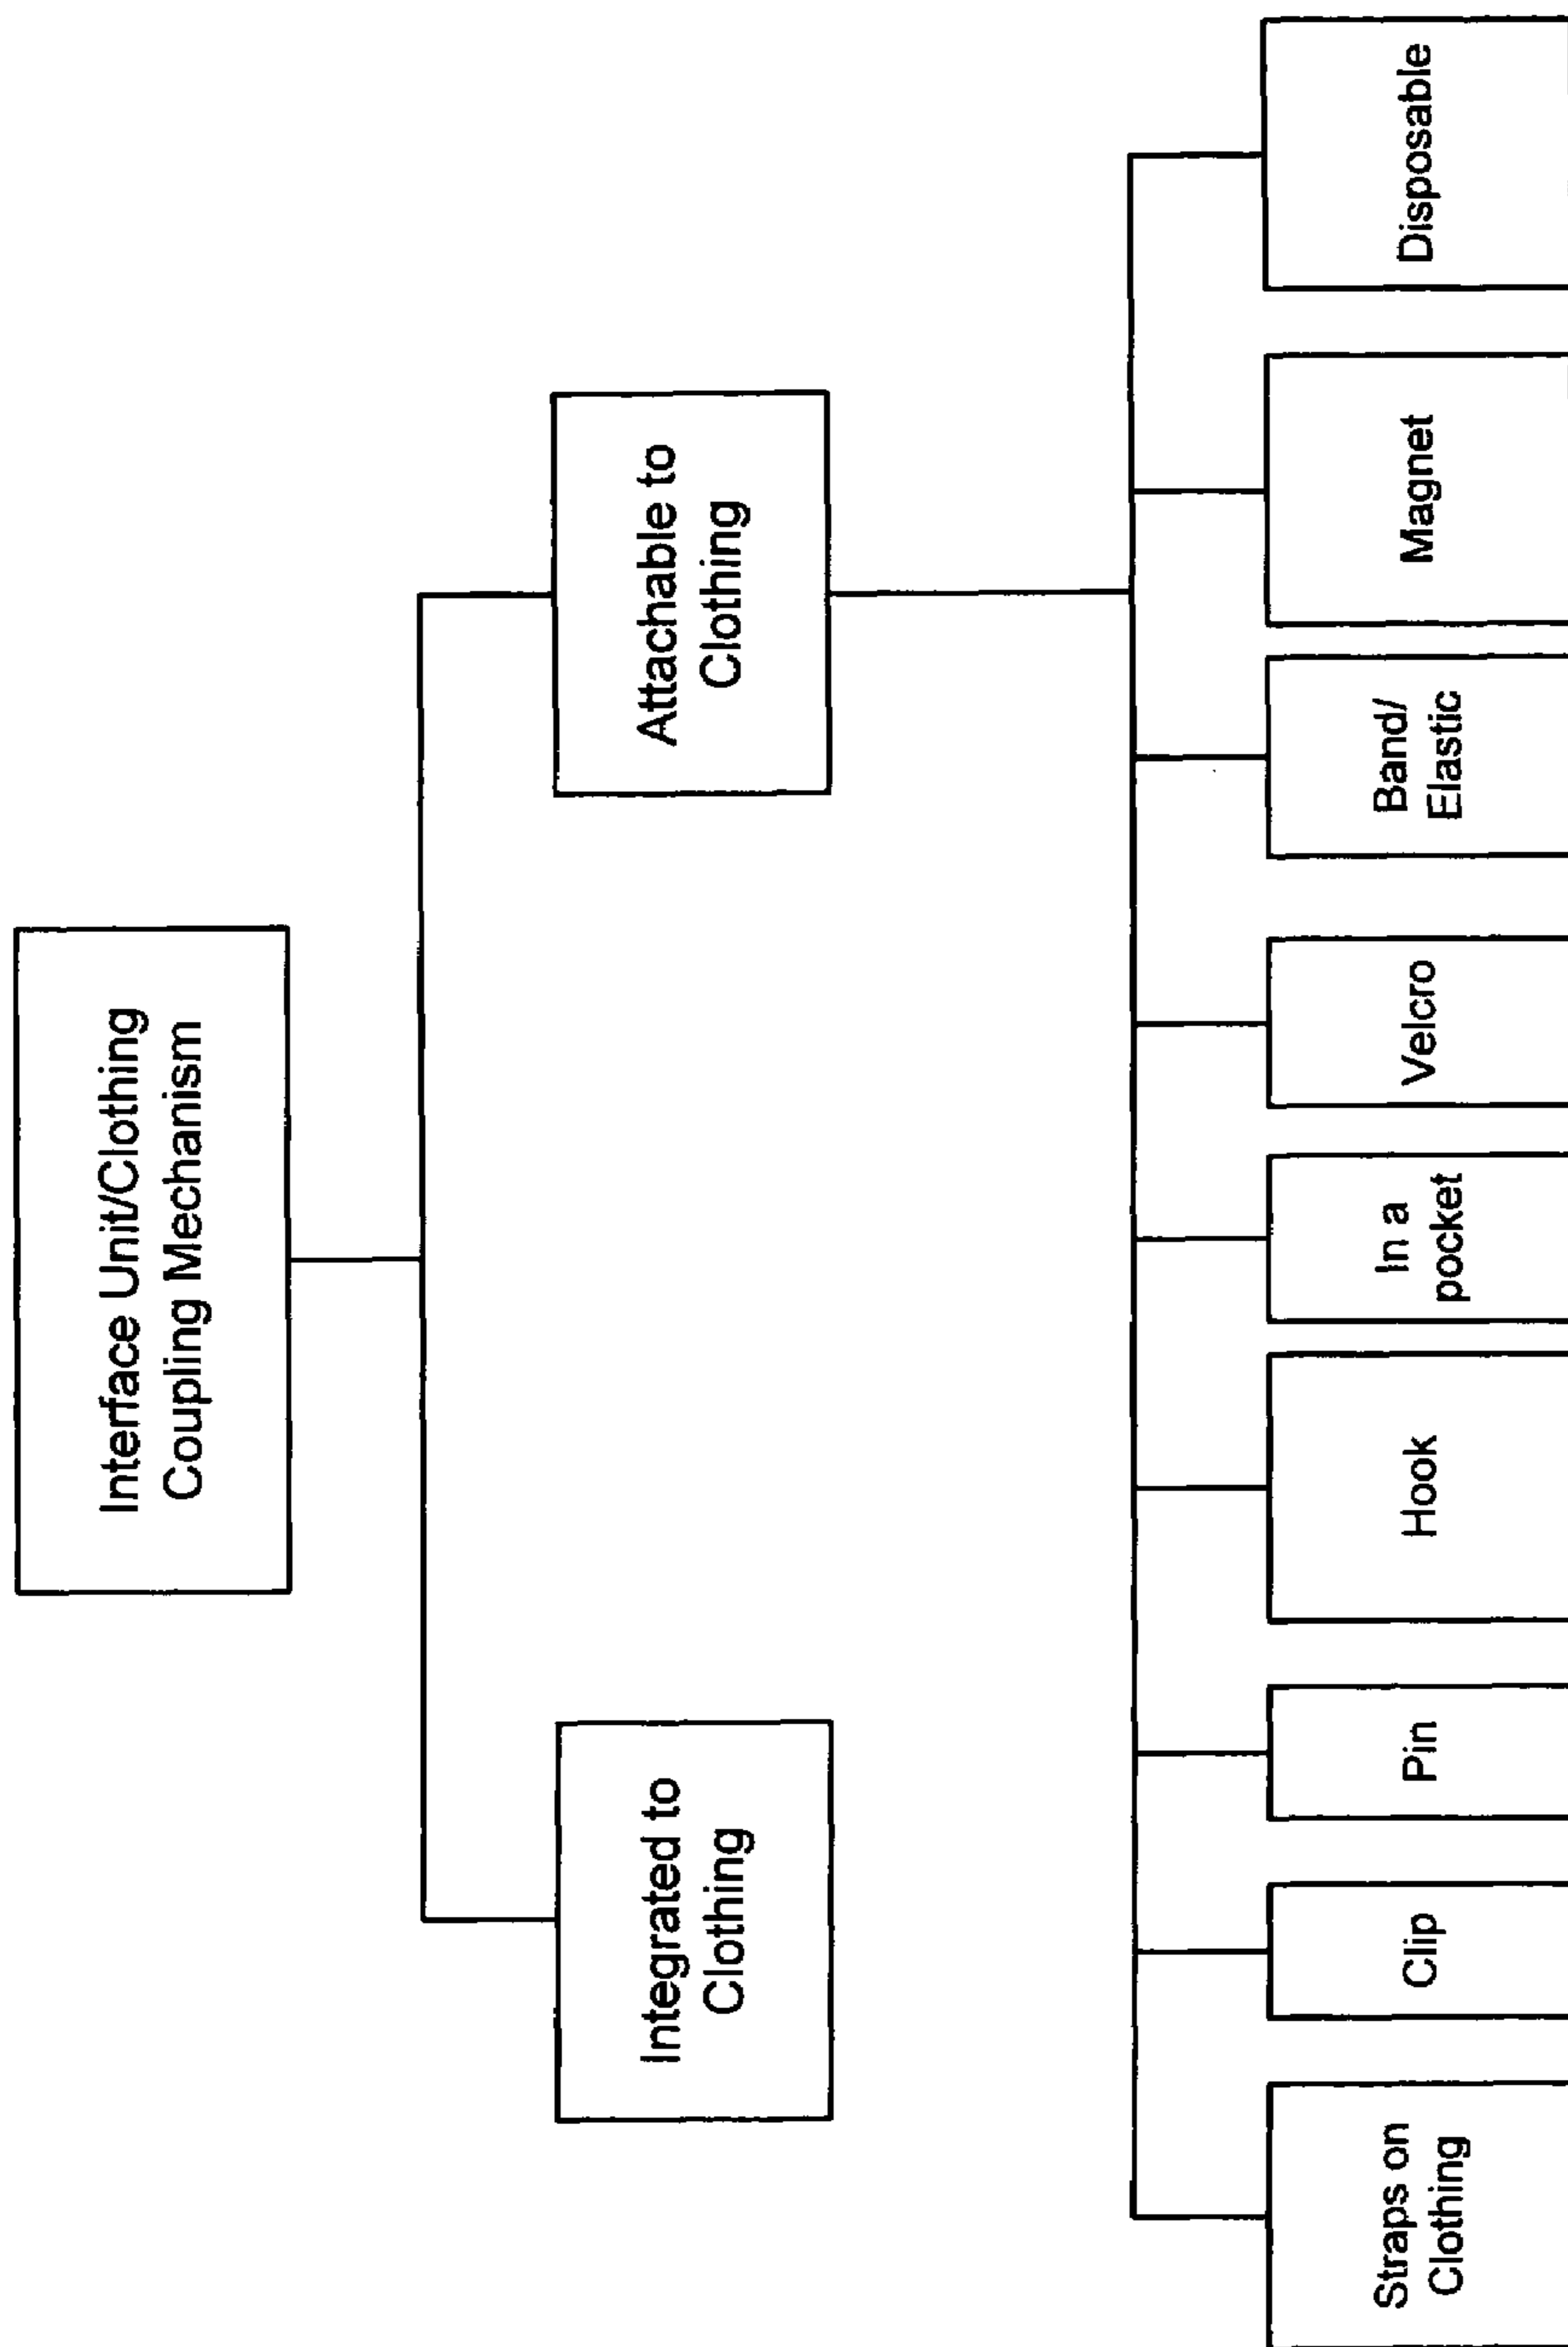 Interface Unit/Clothing
Coupling Mechanism
Integrated to
Clothing
Attachable to
Clothing
Straps on
Clothing
Clip
Pin
Hook
In a
pocket
Velcro
Band/
Elastic
Magnet
Disposable